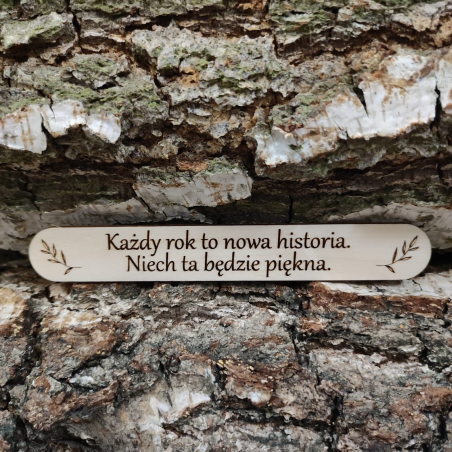 Każdy rok to nowa historia.
Niech ta będzie piękna.